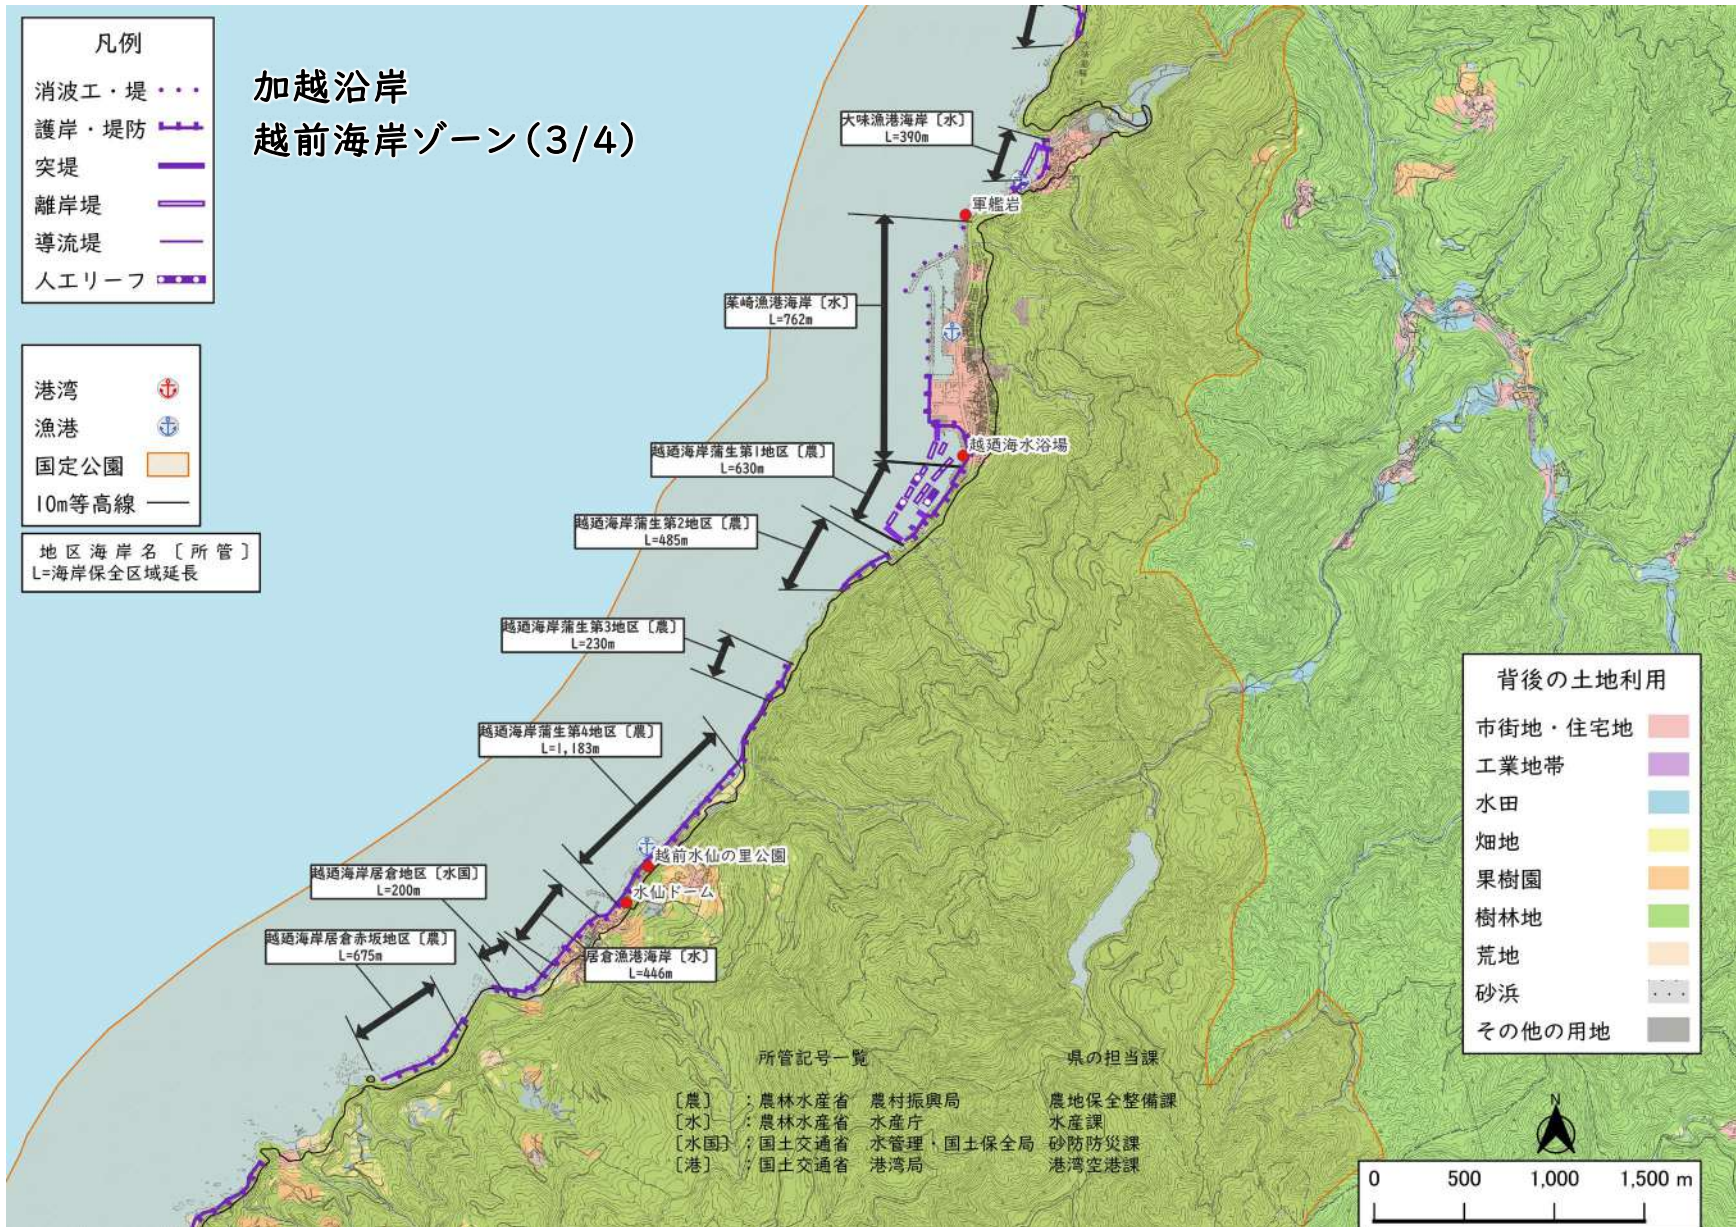 凡例
消波工・堤
護岸・堤防
突堤
離岸堤
導流堤
人工リーフ
加越沿岸
越前海岸ゾーン(3/4)
港湾
漁港
国定公園
10m等高線
地区海岸名〔所管〕
L=海岸保全区域延長
大味漁港海岸〔水〕
L=390m
軍艦岩
茱崎漁港海岸〔水〕
L=762m
越廼海水浴場
越廼海岸蒲生第1地区〔農〕
L=630m
越廼海岸蒲生第2地区〔農〕
L=485m
越廼海岸蒲生第3地区〔農〕
L=230m
越廼海岸蒲生第4地区〔農〕
L=1,183m
越前水仙の里公園
水仙ドーム
越廼海岸居倉地区〔水国〕
L=200m
越廼海岸居倉赤坂地区〔農〕
L=675m
居倉漁港海岸〔水〕
L=446m
背後の土地利用
市街地・住宅地
工業地帯
水田
畑地
果樹園
樹林地
荒地
砂浜
その他の用地
所管記号一覧 県の担当課
〔農〕:農林水産省 農村振興局 農地保全整備課
〔水〕:農林水産省 水産庁 水産課
〔水国〕:国土交通省 水管理・国土保全局 砂防防災課
〔港〕:国土交通省 港湾局 港湾空港課
N
0 500 1,000 1,500 m